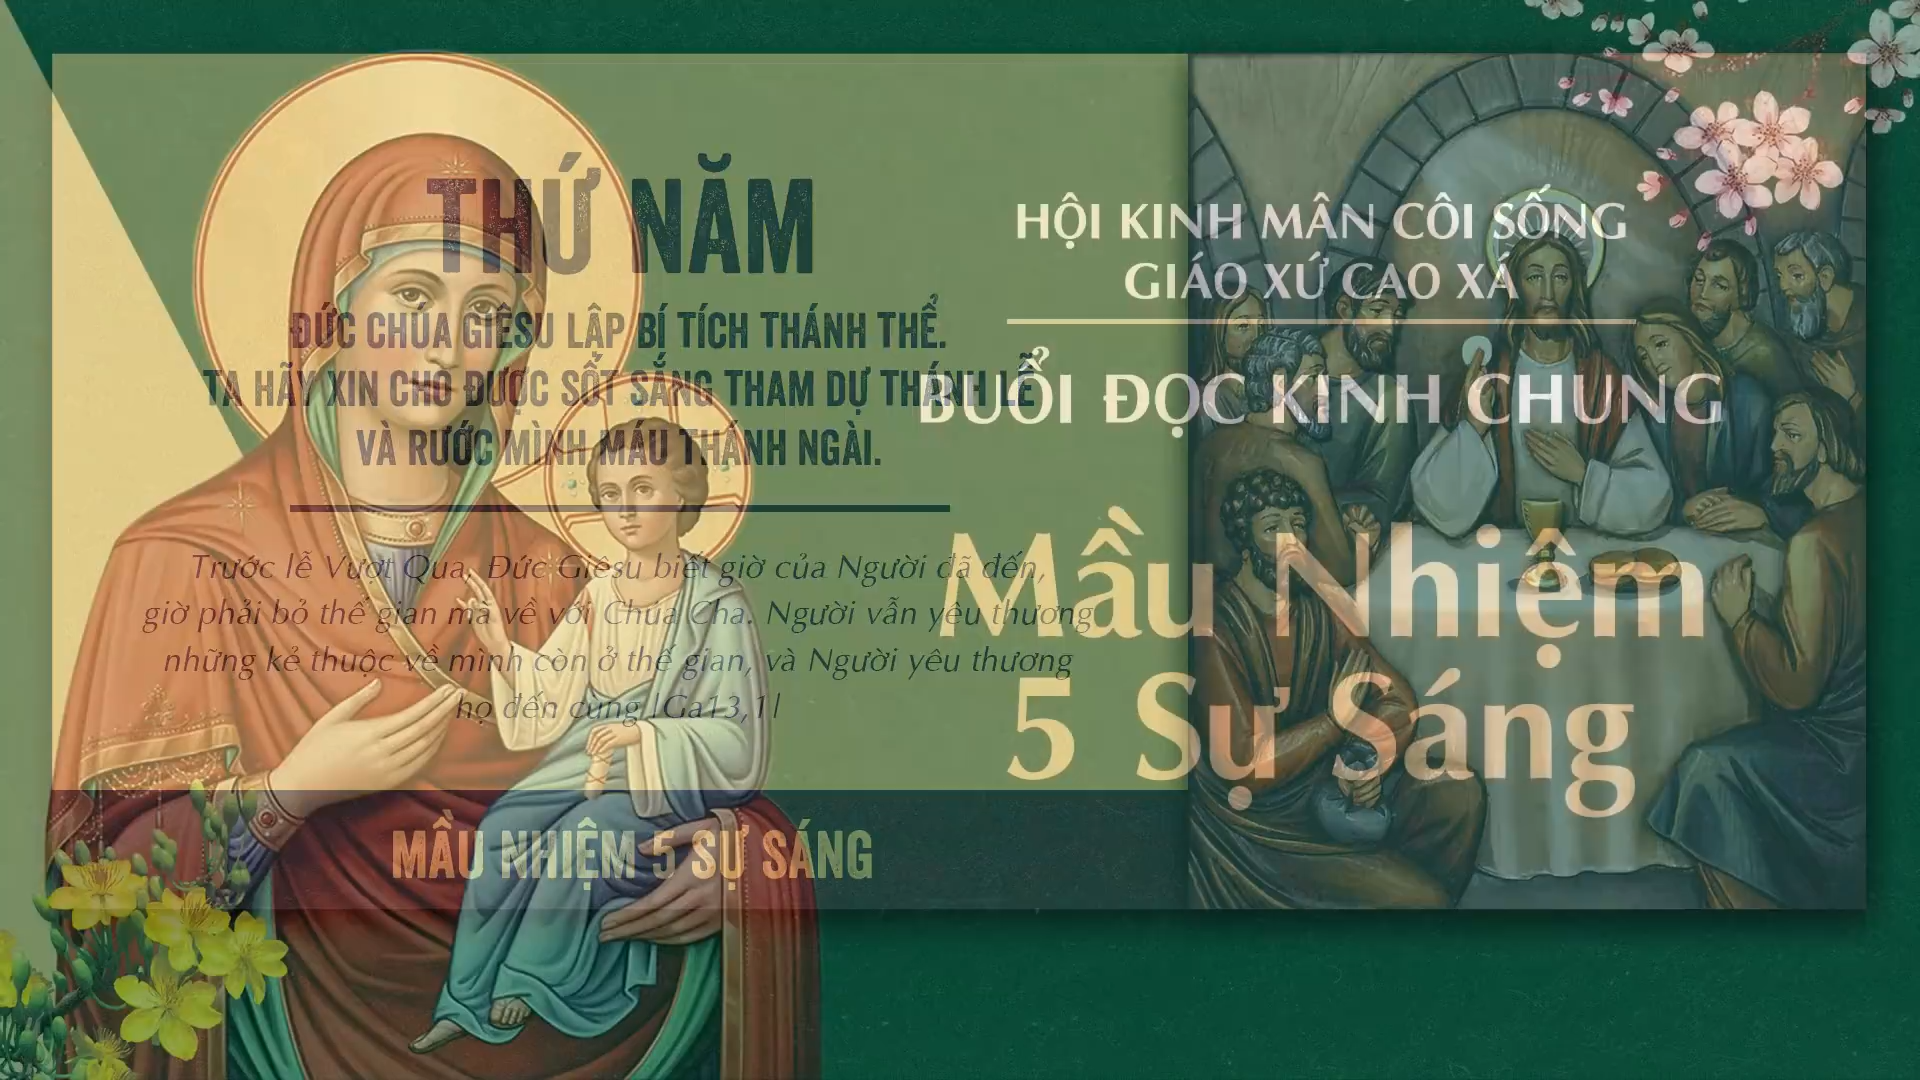 THỨ NĂM
ĐỨC CHÚA GIÊSU LẬP BÍ TÍCH THÁNH THỂ.
TA HÃY XIN CHO ĐƯỢC SỐT SẮNG THAM DỰ THÁNH LỄ
VÀ RƯỚC MÌNH MÁU THÁNH NGÀI.
Trước lễ Vượt Qua, Đức Giêsu biết giờ của Người đã đến,
giờ phải bỏ thế gian mà về với Chúa Cha. Người vẫn yêu thương
những kẻ thuộc về mình còn ở thế gian, và Người yêu thương
họ đến cùng |Ga13,1|
MẦU NHIỆM 5 SỰ SÁNG
HỘI KINH MÂN CÔI SỐNG
GIÁO XỨ CAO XÁ
BUỔI ĐỌC KINH CHUNG
Mầu Nhiệm
5 Sự Sáng